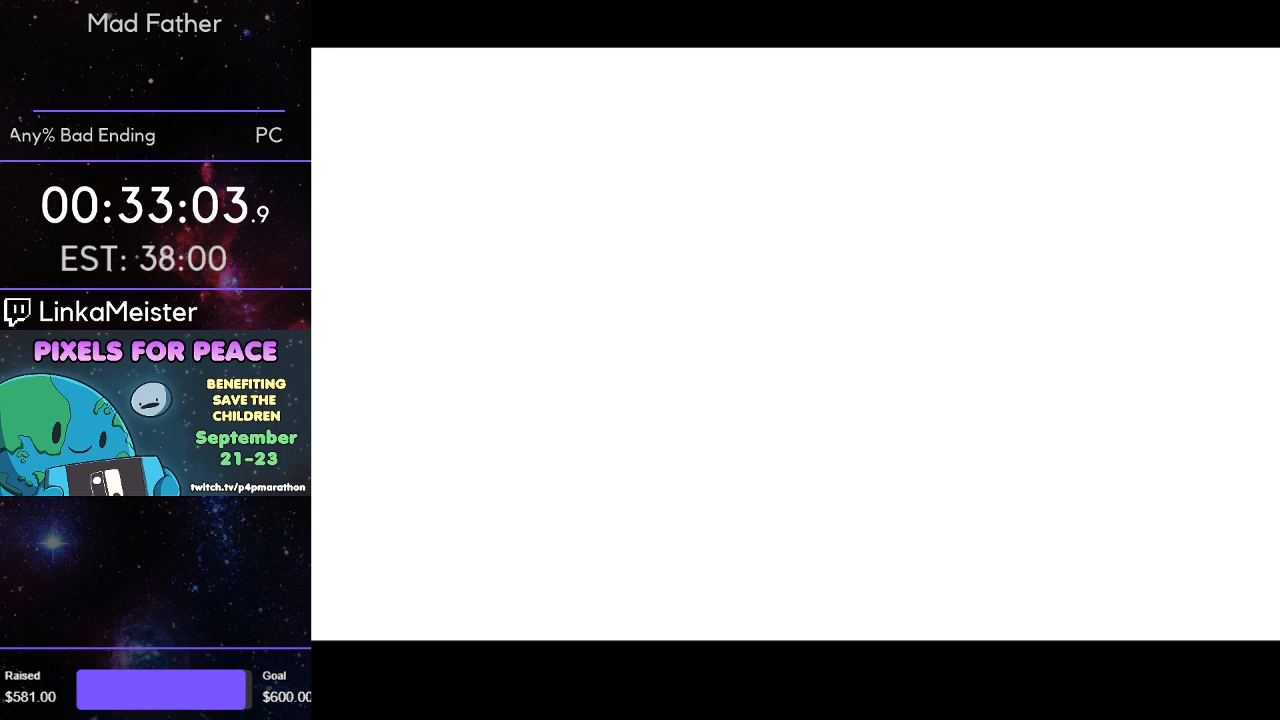 Mad Father
Any% Bad Ending PC
00:33:03.9
EST: 38:00
LinkaMeister
PIXELS FOR PEACE
BENEFITING
SAVE THE
CHILDREN
September
21-23
twitch.tv/p4pmarathon
Raised Goal
$581.00 $600.00